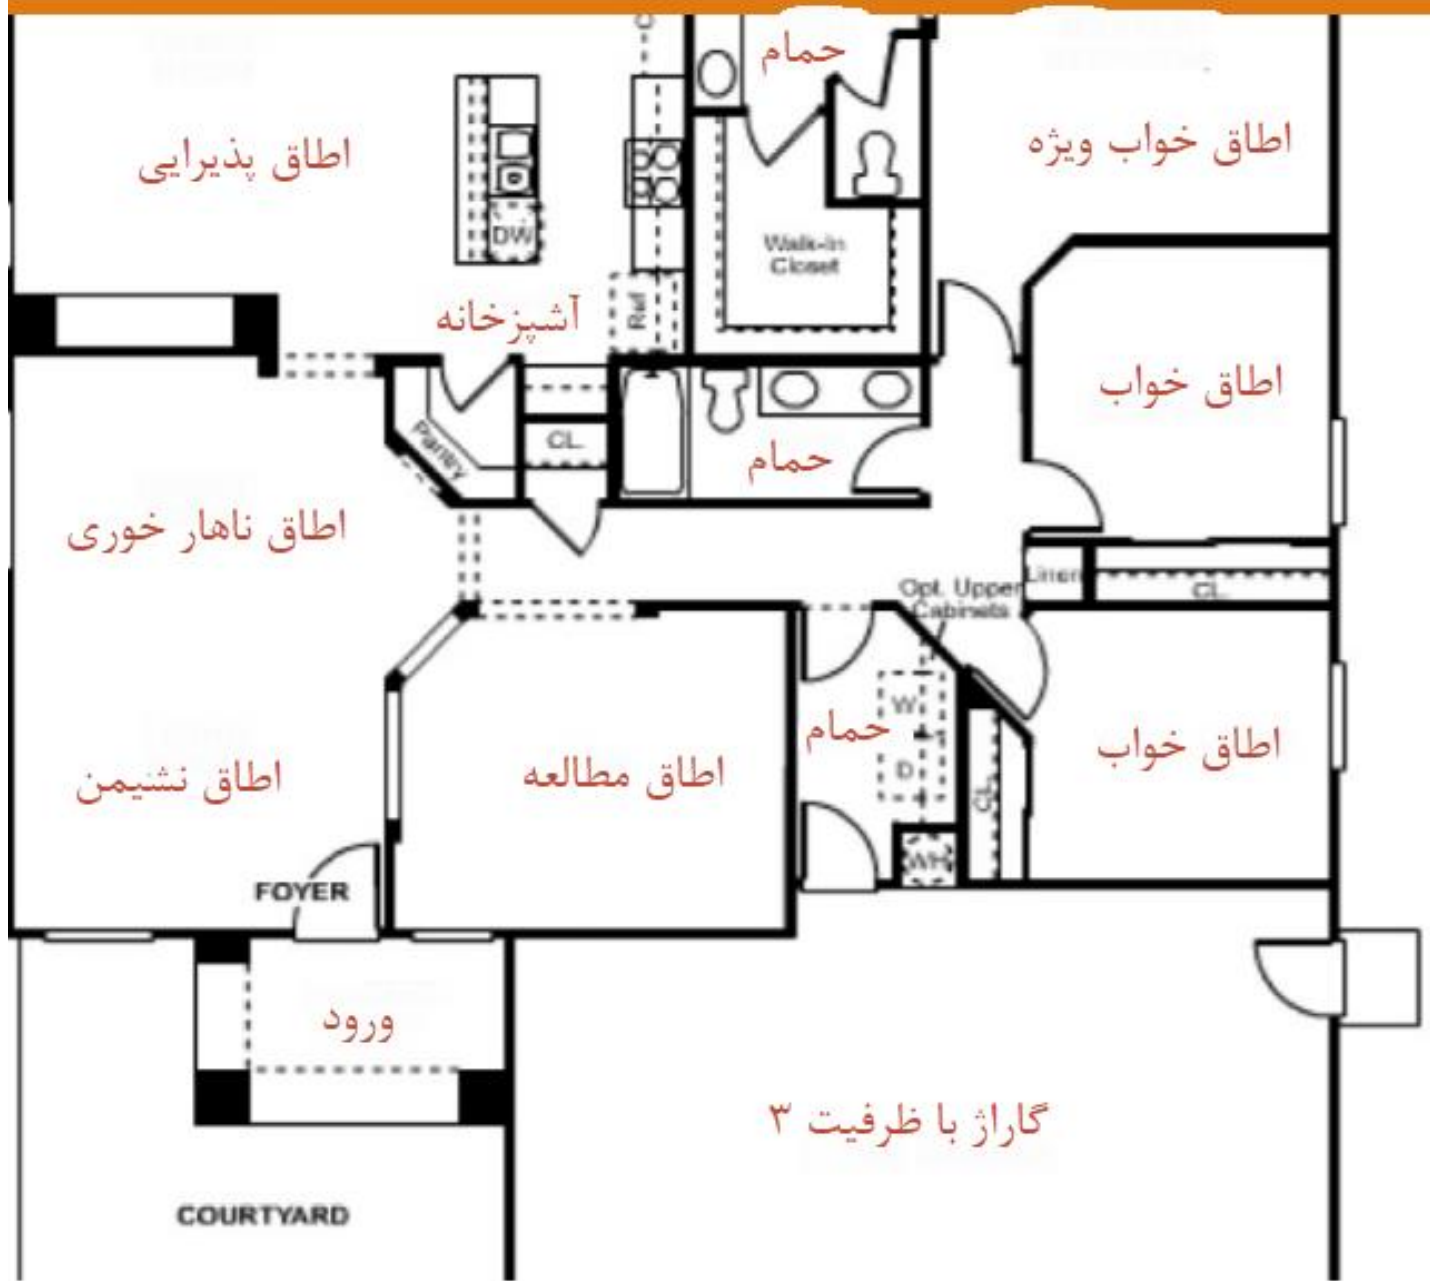 حمام
اطاق خواب ویژه
اطاق پذیرایی
DW
Walk-in
Closet
Ref
آشپزخانه
اطاق خواب
Pantry
CL.
حمام
اطاق ناهار خوری
Linen
CL.
Opt. Upper
Cabinets
W
حمام
D
CL.
WH
اطاق خواب
اطاق مطالعه
اطاق نشیمن
FOYER
ورود
گاراژ با ظرفیت ۳
COURTYARD